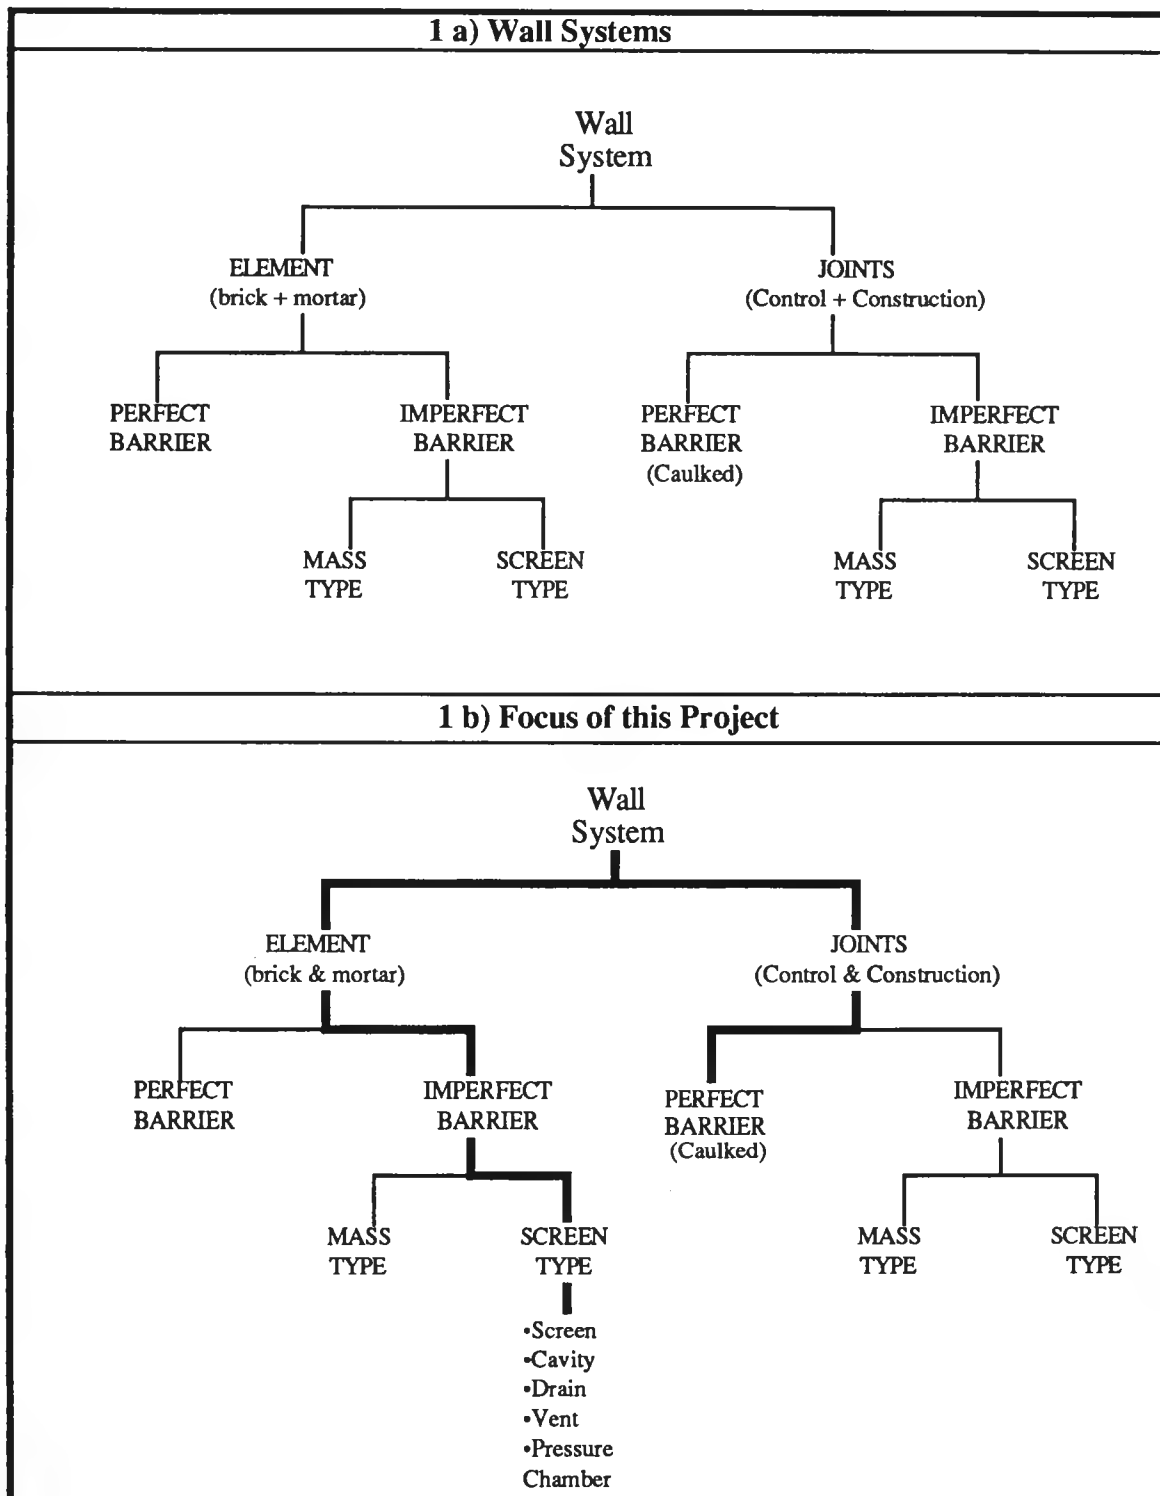 1 a) Wall Systems
Wall
System
ELEMENT
(brick + mortar)
JOINTS
(Control + Construction)
PERFECT
BARRIER
IMPERFECT
BARRIER
PERFECT
BARRIER
(Caulked)
IMPERFECT
BARRIER
MASS
TYPE
SCREEN
TYPE
MASS
TYPE
SCREEN
TYPE
1 b) Focus of this Project
Wall
System
ELEMENT
(brick & mortar)
JOINTS
(Control & Construction)
PERFECT
BARRIER
IMPERFECT
BARRIER
PERFECT
BARRIER
(Caulked)
IMPERFECT
BARRIER
MASS
TYPE
SCREEN
TYPE
MASS
TYPE
SCREEN
TYPE
•Screen
•Cavity
•Drain
•Vent
•Pressure
Chamber